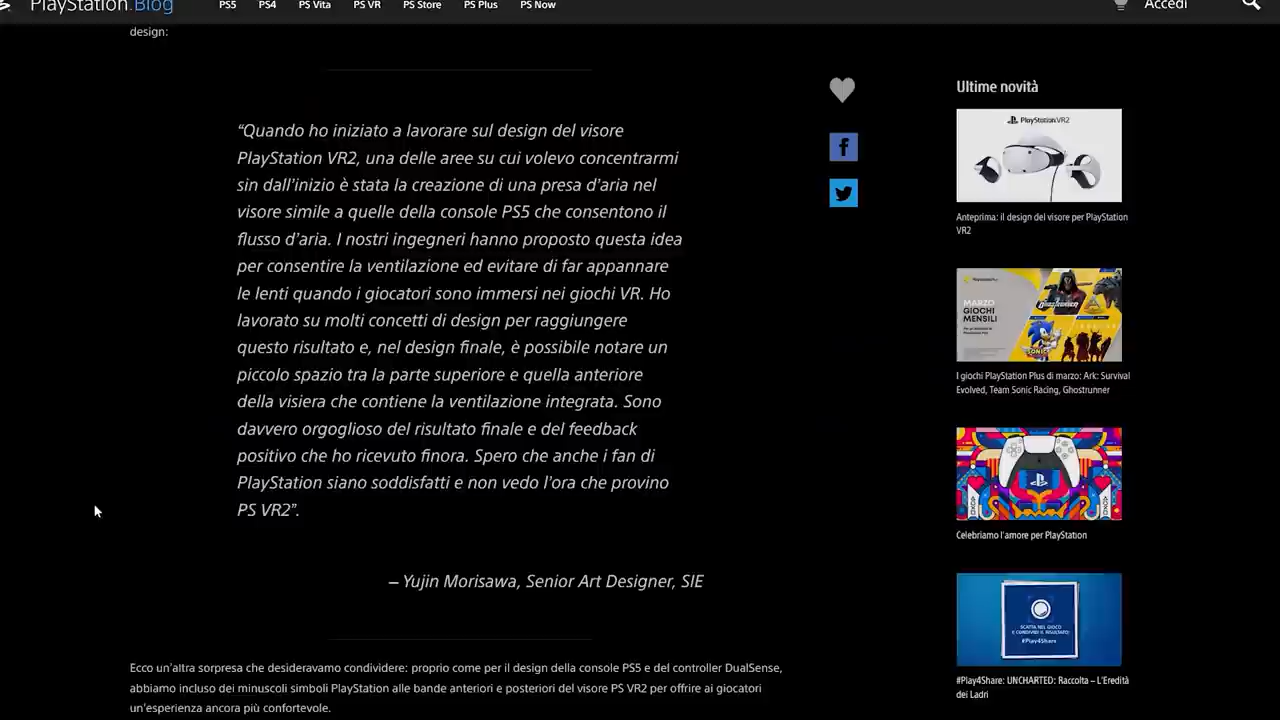 PlayStation.Blog
PS5
PS4
PS Vita
PS VR
PS Store
PS Plus
PS Now
Accedi
design:
“Quando ho iniziato a lavorare sul design del visore
PlayStation VR2, una delle aree su cui volevo concentrarmi
sin dall’inizio è stata la creazione di una presa d’aria nel
visore simile a quelle della console PS5 che consentono il
flusso d’aria. I nostri ingegneri hanno proposto questa idea
per consentire la ventilazione ed evitare di far appannare
le lenti quando i giocatori sono immersi nei giochi VR. Ho
lavorato su molti concetti di design per raggiungere
questo risultato e, nel design finale, è possibile notare un
piccolo spazio tra la parte superiore e quella anteriore
della visiera che contiene la ventilazione integrata. Sono
davvero orgoglioso del risultato finale e del feedback
positivo che ho ricevuto finora. Spero che anche i fan di
PlayStation siano soddisfatti e non vedo l’ora che provino
PS VR2”.
– Yujin Morisawa, Senior Art Designer, SIE
Ecco un’altra sorpresa che desideravamo condividere: proprio come per il design della console PS5 e del controller DualSense,
abbiamo incluso dei minuscoli simboli PlayStation alle bande anteriori e posteriori del visore PS VR2 per offrire ai giocatori
un’esperienza ancora più confortevole.
Ultime novità
PlayStation VR2
Anteprima: il design del visore per PlayStation
VR2
MARZO
GIOCHI
MENSILI
GHOSTRUNNER
SONIC
I giochi PlayStation Plus di marzo: Ark: Survival
Evolved, Team Sonic Racing, Ghostrunner
Celebriamo l’amore per PlayStation
SCATTA NEL GIOCO
E CONDIVIDI IL RISULTATO!
#Play4Share
#Play4Share: UNCHARTED: Raccolta – L’Eredità
dei Ladri